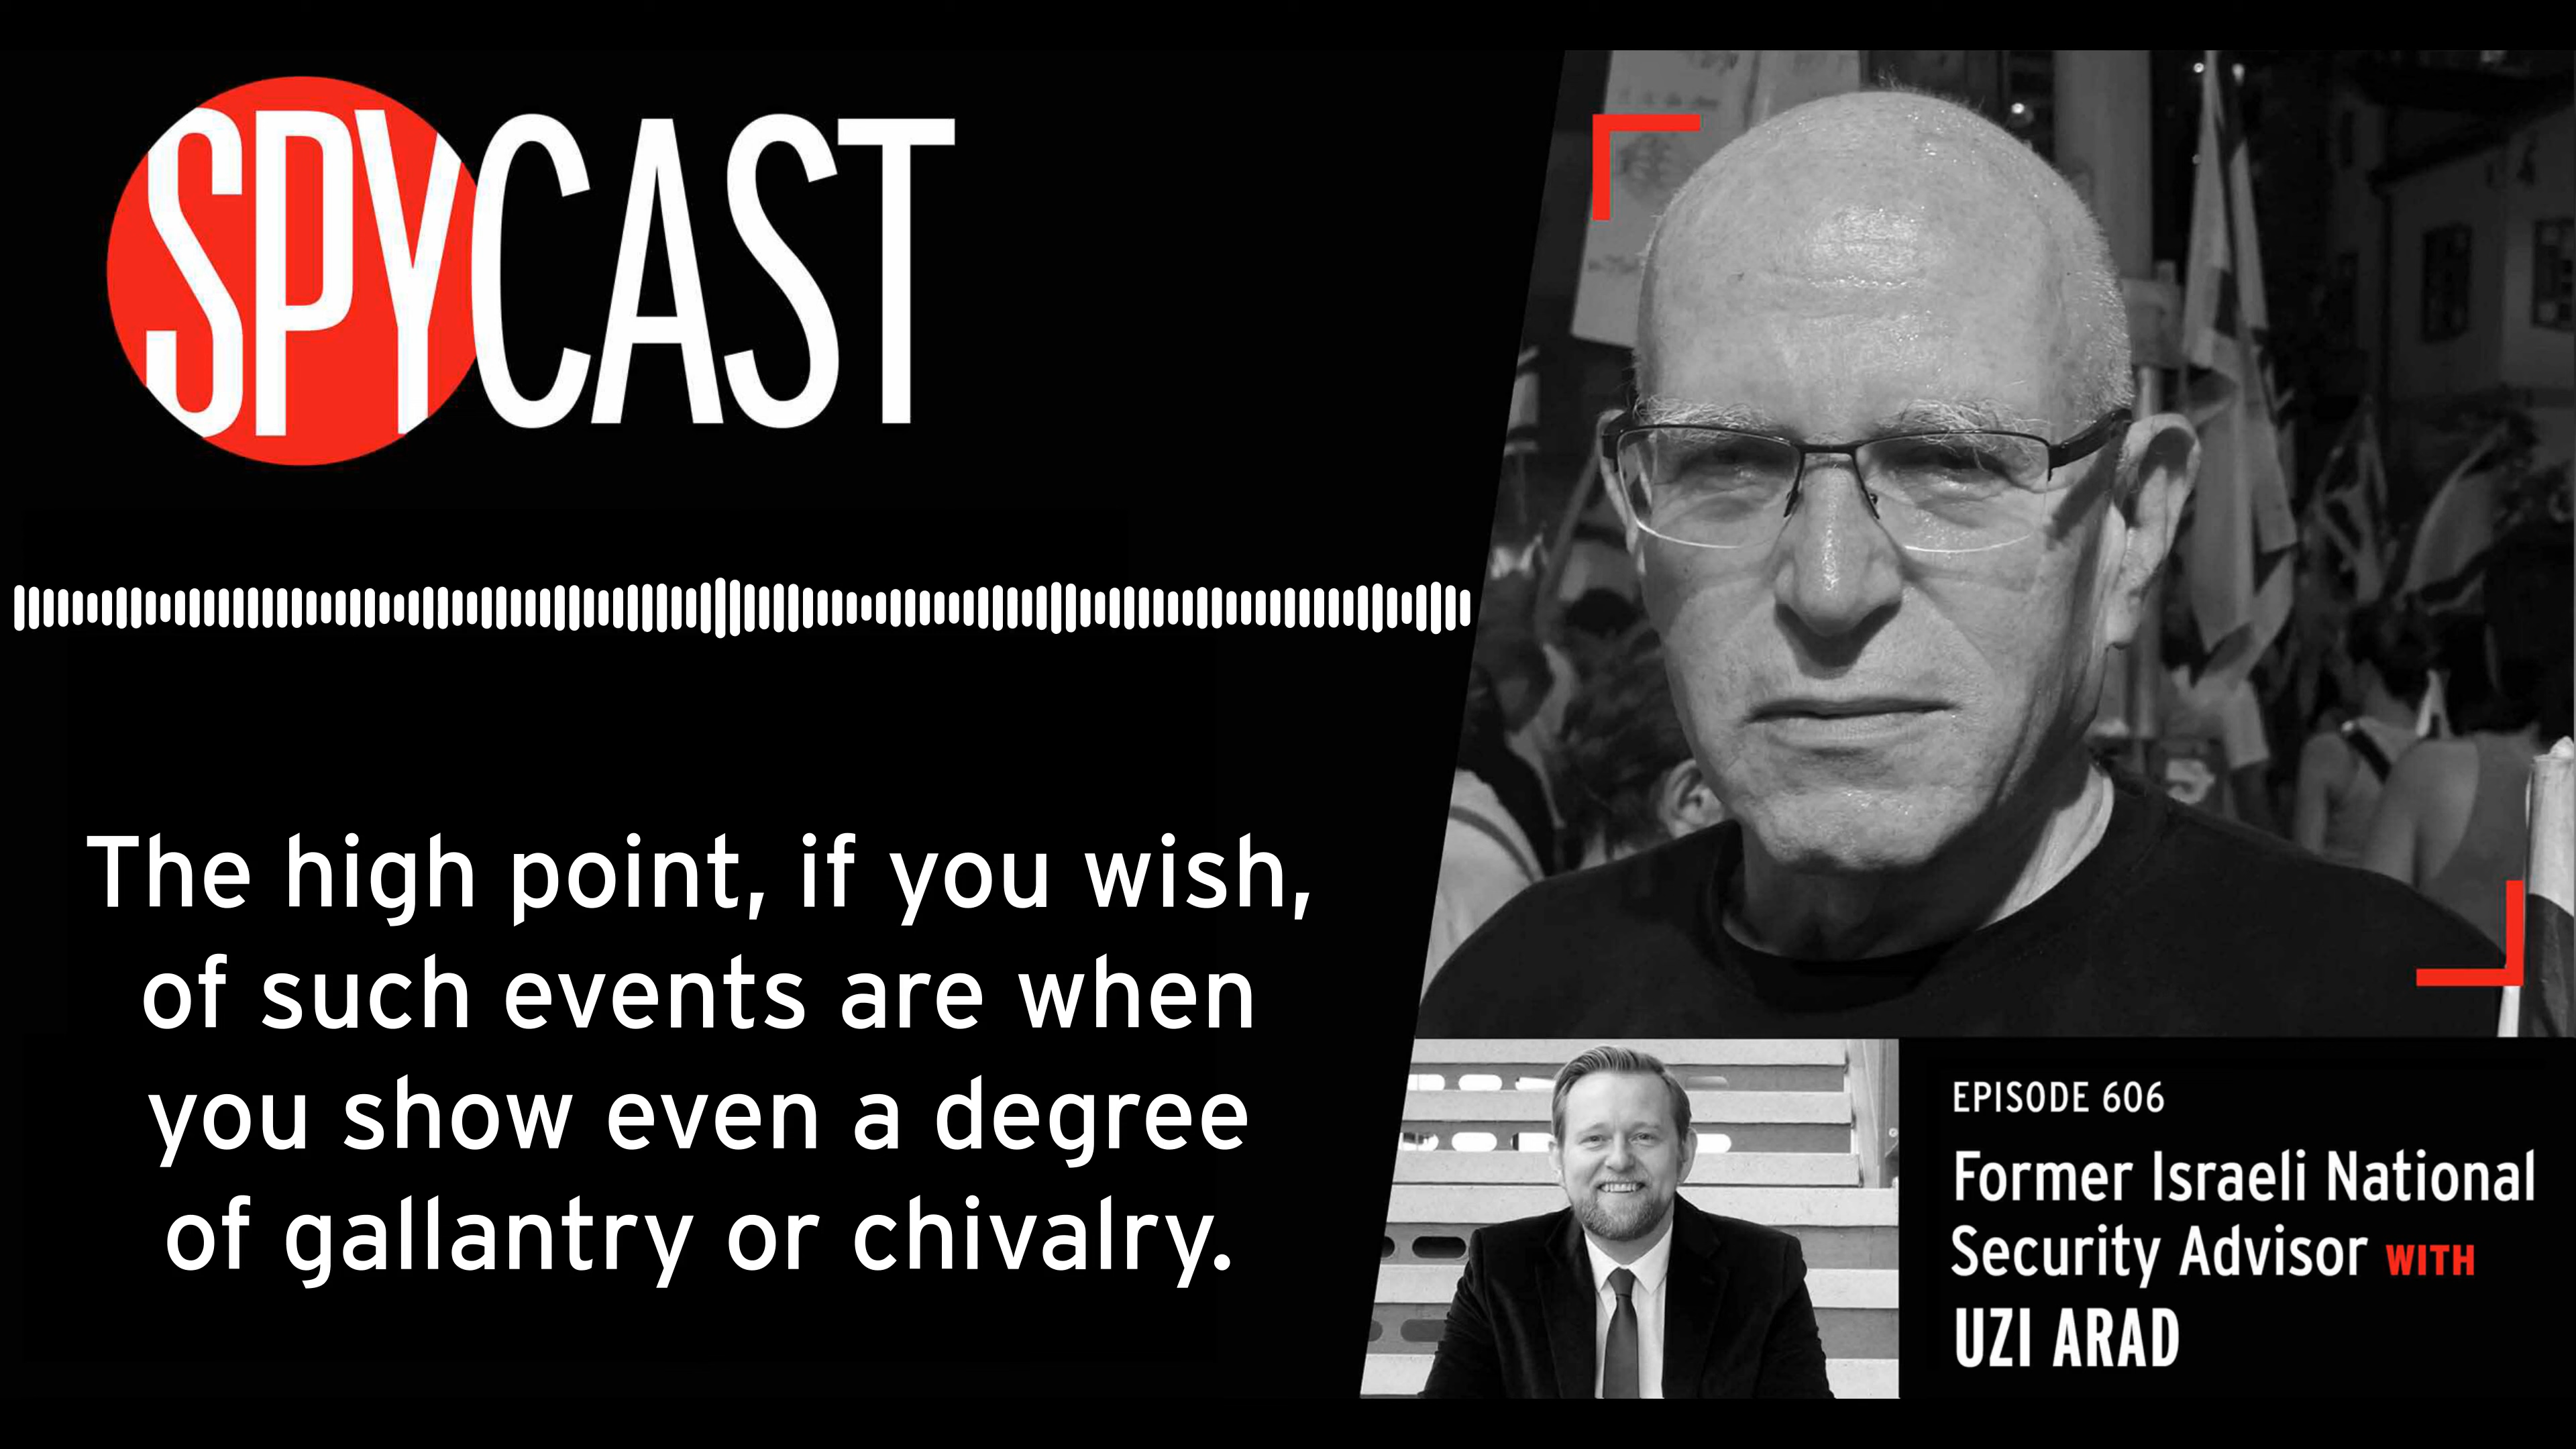 SPYCAST
The high point, if you wish,
of such events are when
you show even a degree
of gallantry or chivalry.
EPISODE 606
Former Israeli National
Security Advisor WITH
UZI ARAD